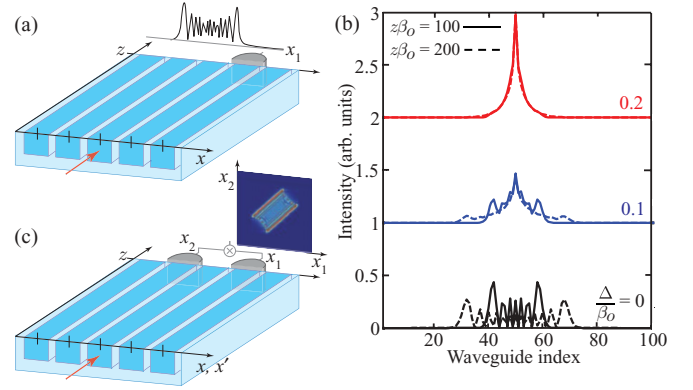 (a)
z
x₁
x
(c)
z
x₂
x₁
x₂
x₁
x, x′
(b)
Intensity (arb. units)
zβₒ = 100
zβₒ = 200
3
2.5
2
1.5
1
0.5
0
0.2
0.1
Δ/βₒ = 0
20 40 60 80 100
Waveguide index